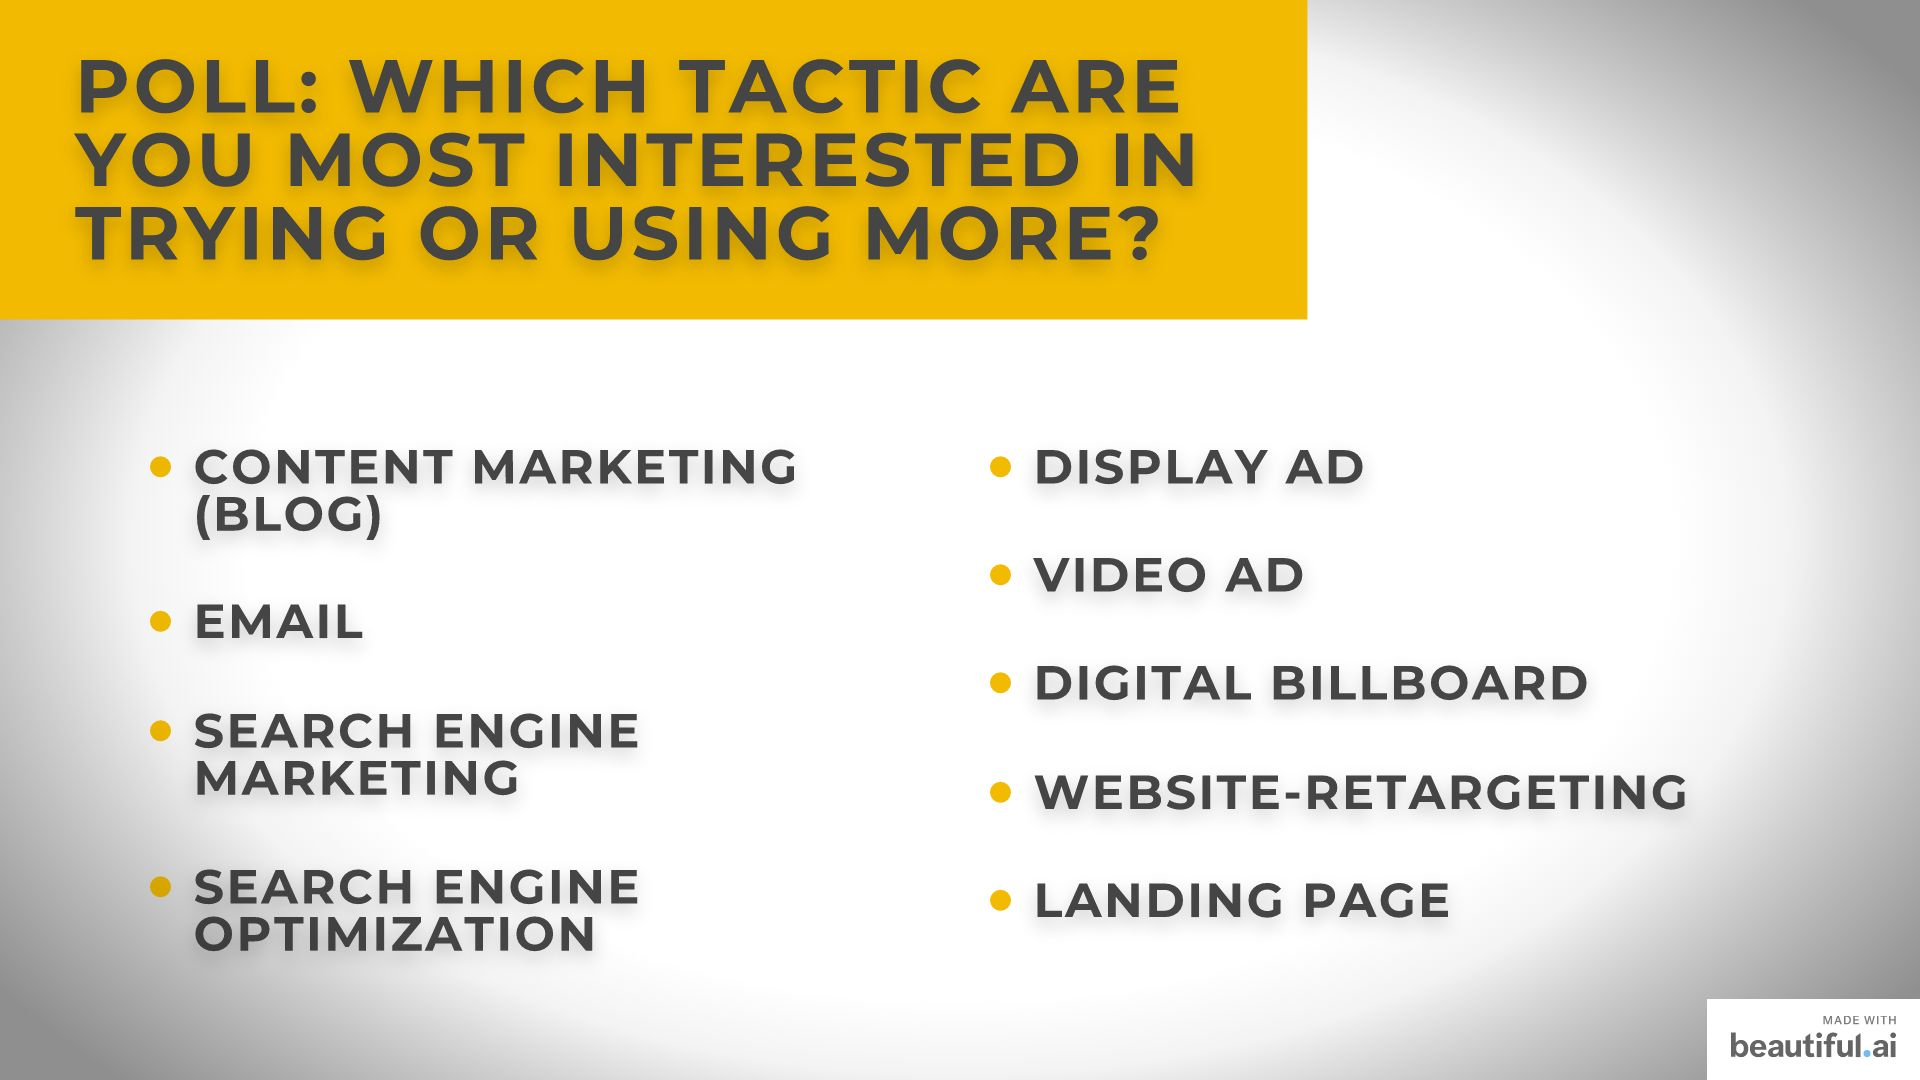 POLL: WHICH TACTIC ARE
YOU MOST INTERESTED IN
TRYING OR USING MORE?
CONTENT MARKETING
(BLOG)
EMAIL
SEARCH ENGINE
MARKETING
SEARCH ENGINE
OPTIMIZATION
DISPLAY AD
VIDEO AD
DIGITAL BILLBOARD
WEBSITE-RETARGETING
LANDING PAGE
MADE WITH
beautiful.ai